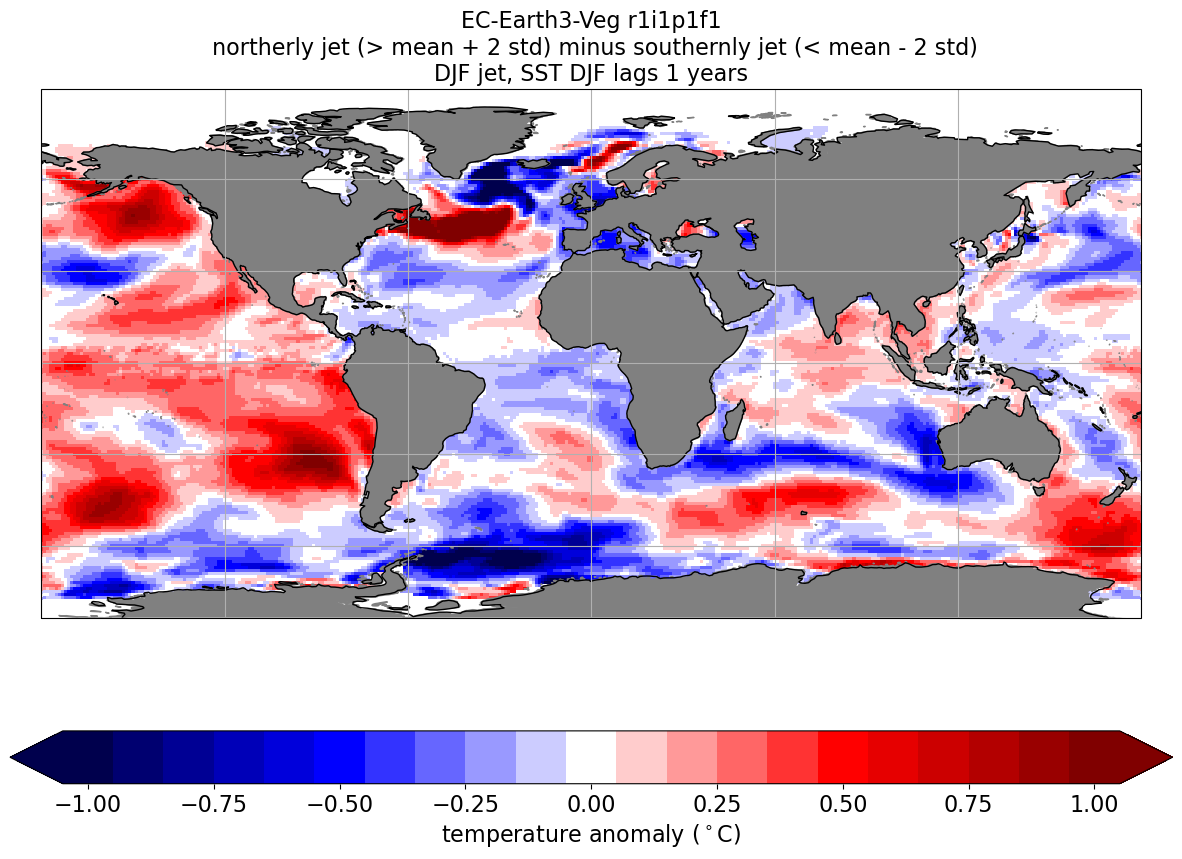 EC-Earth3-Veg r1i1p1f1
northerly jet (> mean + 2 std) minus southernly jet (< mean - 2 std)
DJF jet, SST DJF lags 1 years
−1.00 −0.75 −0.50 −0.25 0.00 0.25 0.50 0.75 1.00
temperature anomaly (°C)